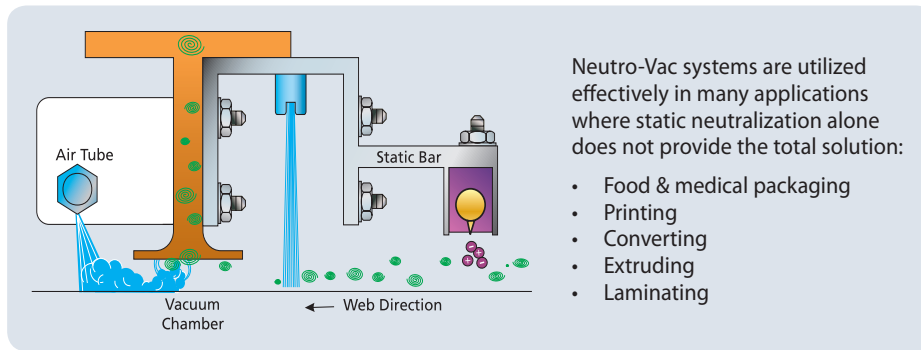 Air Tube
Static Bar
Vacuum
Chamber
Web Direction
Neutro-Vac systems are utilized
effectively in many applications
where static neutralization alone
does not provide the total solution:
• Food & medical packaging
• Printing
• Converting
• Extruding
• Laminating